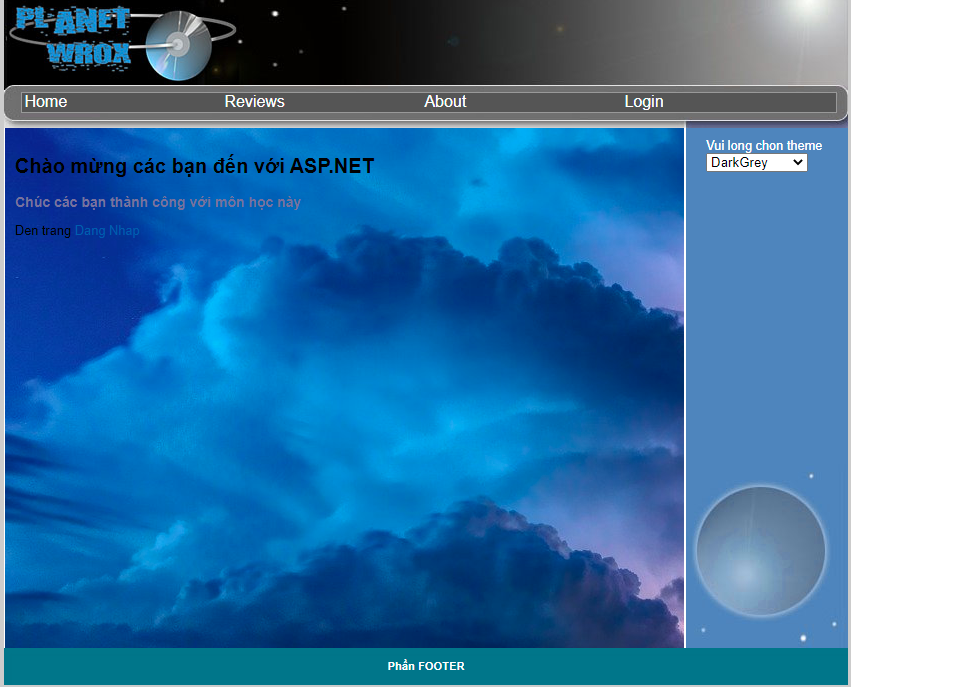 PLANET
WROX
Home Reviews About Login
Vui long chon theme
DarkGrey
Chào mừng các bạn đến với ASP.NET
Chúc các bạn thành công với môn học này
Den trang Dang Nhap
Phần FOOTER